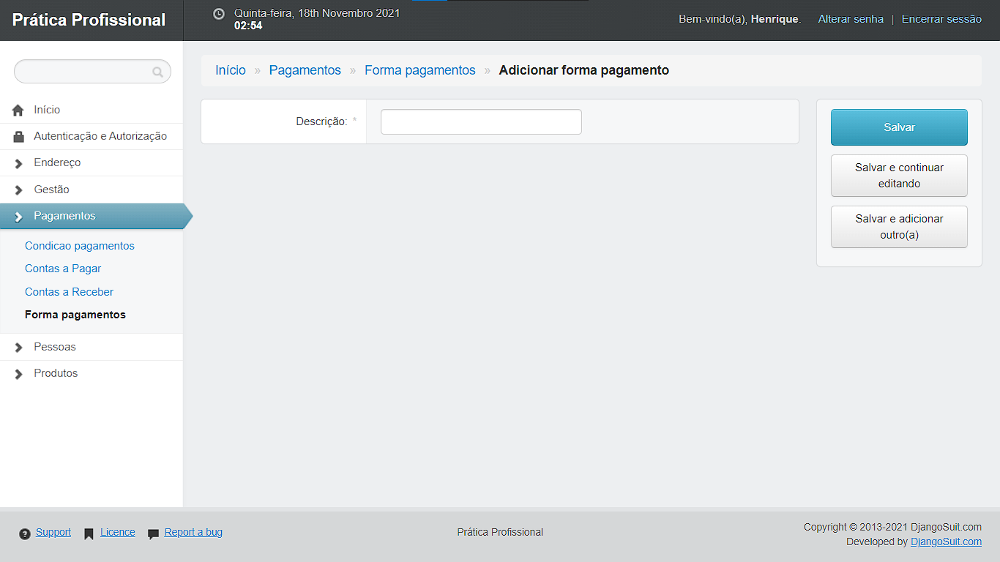 Prática Profissional
Quinta-feira, 18th Novembro 2021
02:54
Bem-vindo(a), Henrique. Alterar senha | Encerrar sessão
Início » Pagamentos » Forma pagamentos » Adicionar forma pagamento
Início
Autenticação e Autorização
Endereço
Gestão
Pagamentos
Condicao pagamentos
Contas a Pagar
Contas a Receber
Forma pagamentos
Pessoas
Produtos
Descrição: *
Salvar
Salvar e continuar
editando
Salvar e adicionar
outro(a)
Support Licence Report a bug
Prática Profissional
Copyright © 2013-2021 DjangoSuit.com
Developed by DjangoSuit.com